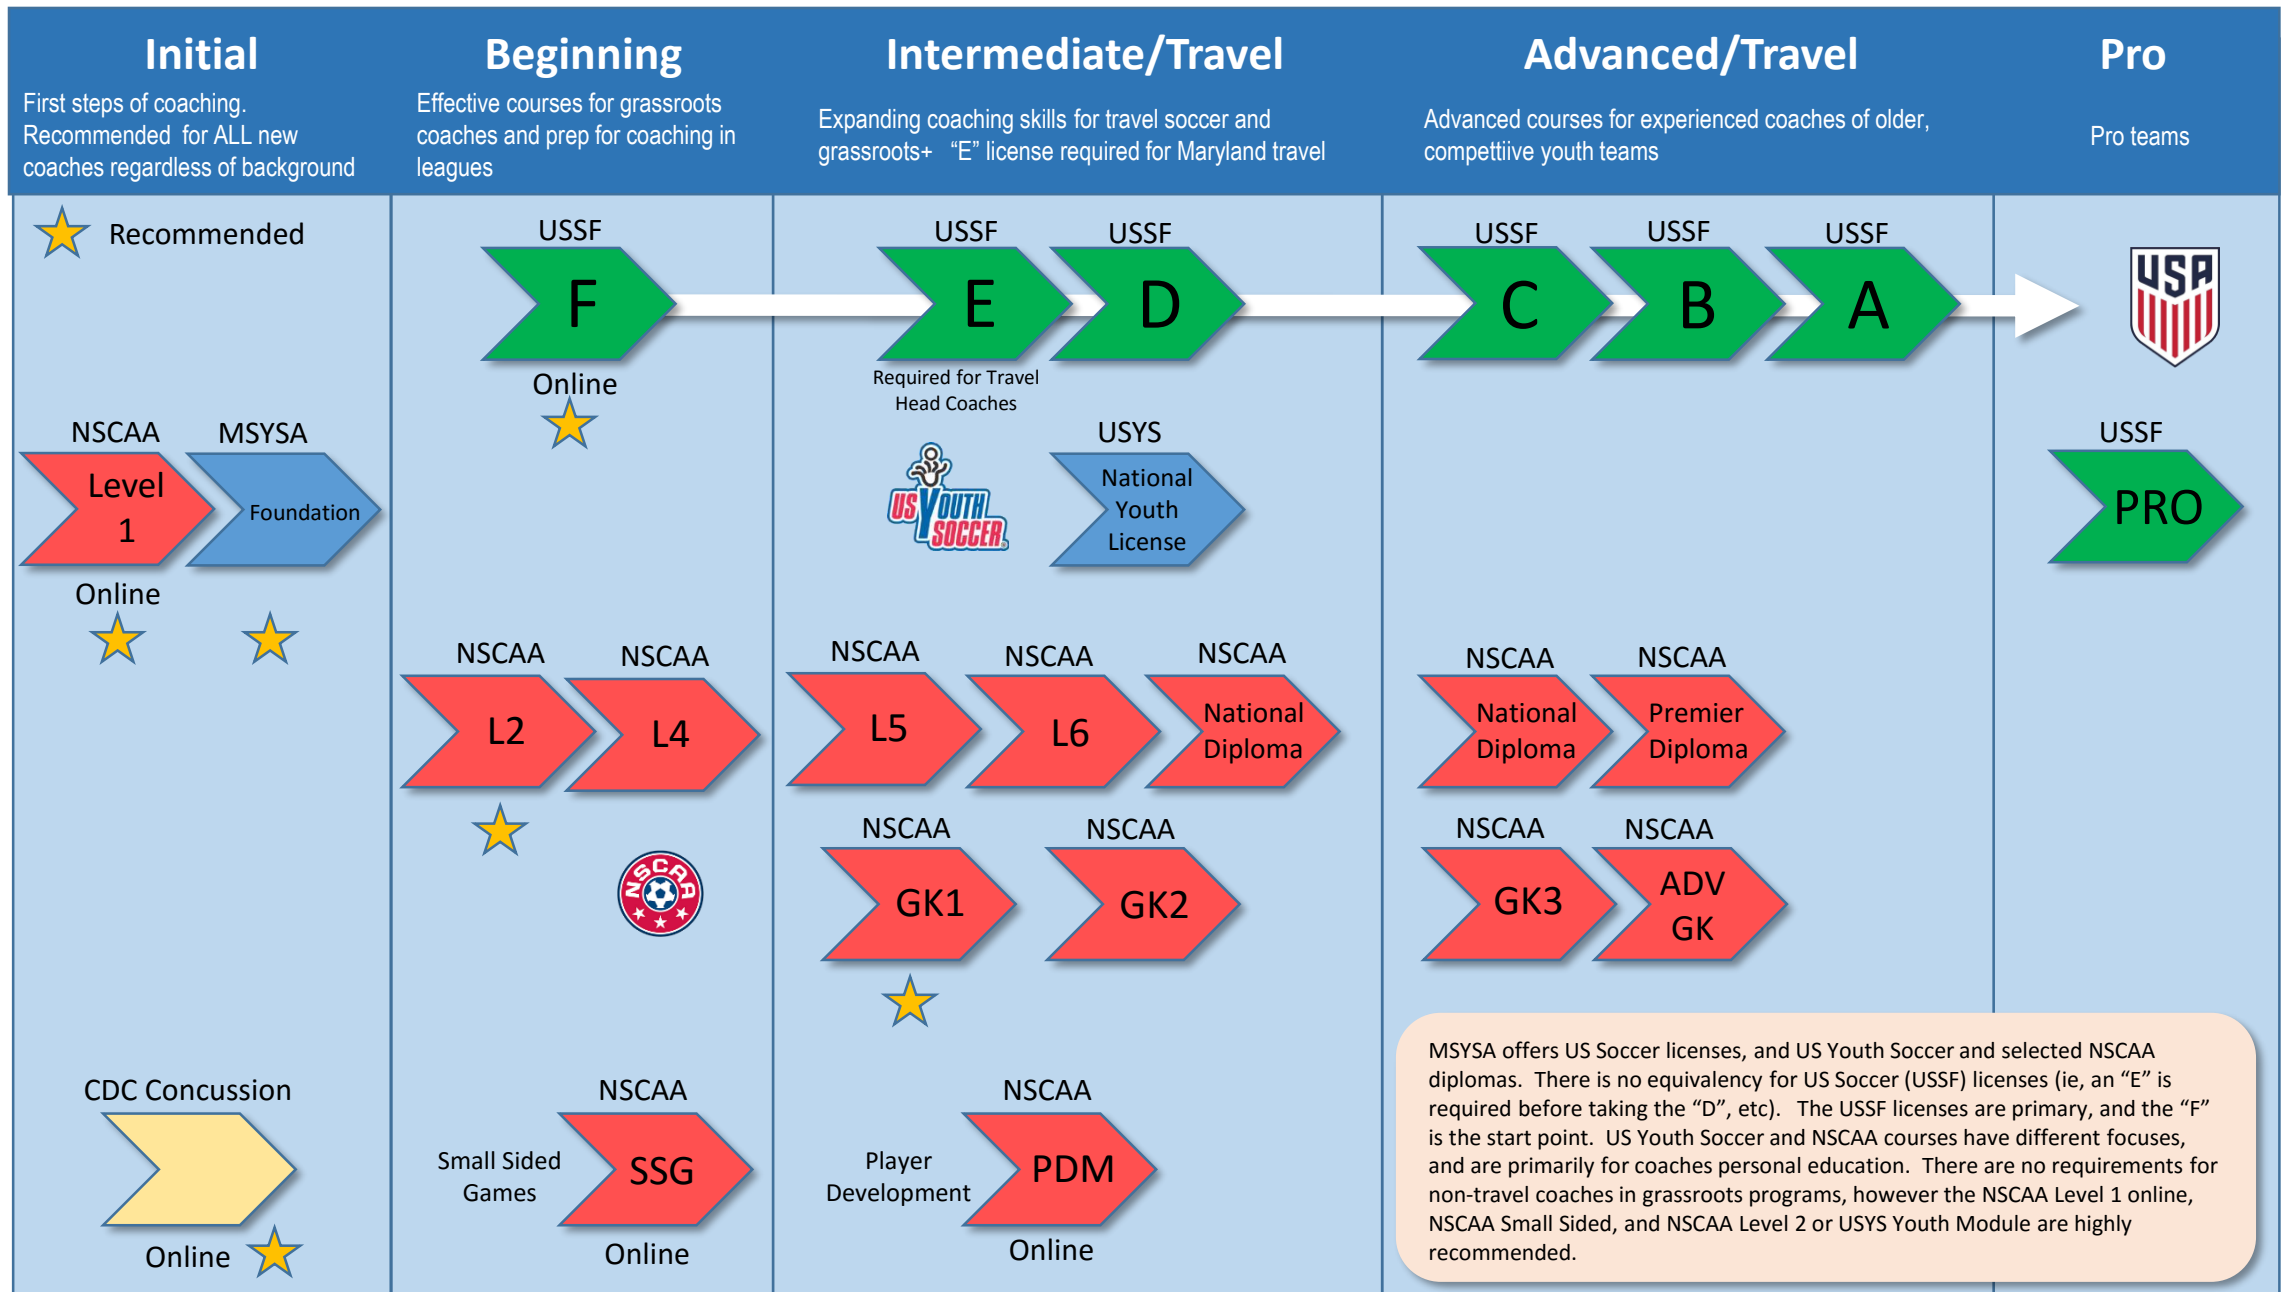 Initial
First steps of coaching.
Recommended for ALL new
coaches regardless of background
Beginning
Effective courses for grassroots
coaches and prep for coaching in
leagues
Intermediate/Travel
Expanding coaching skills for travel soccer and
grassroots+ “E” license required for Maryland travel
Advanced/Travel
Advanced courses for experienced coaches of older,
compettiive youth teams
Pro
Pro teams
Recommended
USSF
F
Online
USSF
E
Required for Travel
Head Coaches
USSF
D
USSF
C
USSF
B
USSF
A
USA
NSCAA
Level
1
Online
MSYSA
Foundation
US YOUTH
SOCCER
USYS
National
Youth
License
USSF
PRO
NSCAA
L2
NSCAA
L4
NSCAA
L5
NSCAA
L6
NSCAA
National
Diploma
NSCAA
National
Diploma
NSCAA
Premier
Diploma
NSCAA
NSCAA
GK1
NSCAA
GK2
NSCAA
GK3
NSCAA
ADV
GK
CDC Concussion
Online
NSCAA
Small Sided
Games
SSG
Online
NSCAA
Player
Development
PDM
Online
MSYSA offers US Soccer licenses, and US Youth Soccer and selected NSCAA
diplomas. There is no equivalency for US Soccer (USSF) licenses (ie, an “E” is
required before taking the “D”, etc). The USSF licenses are primary, and the “F”
is the start point. US Youth Soccer and NSCAA courses have different focuses,
and are primarily for coaches personal education. There are no requirements for
non-travel coaches in grassroots programs, however the NSCAA Level 1 online,
NSCAA Small Sided, and NSCAA Level 2 or USYS Youth Module are highly
recommended.